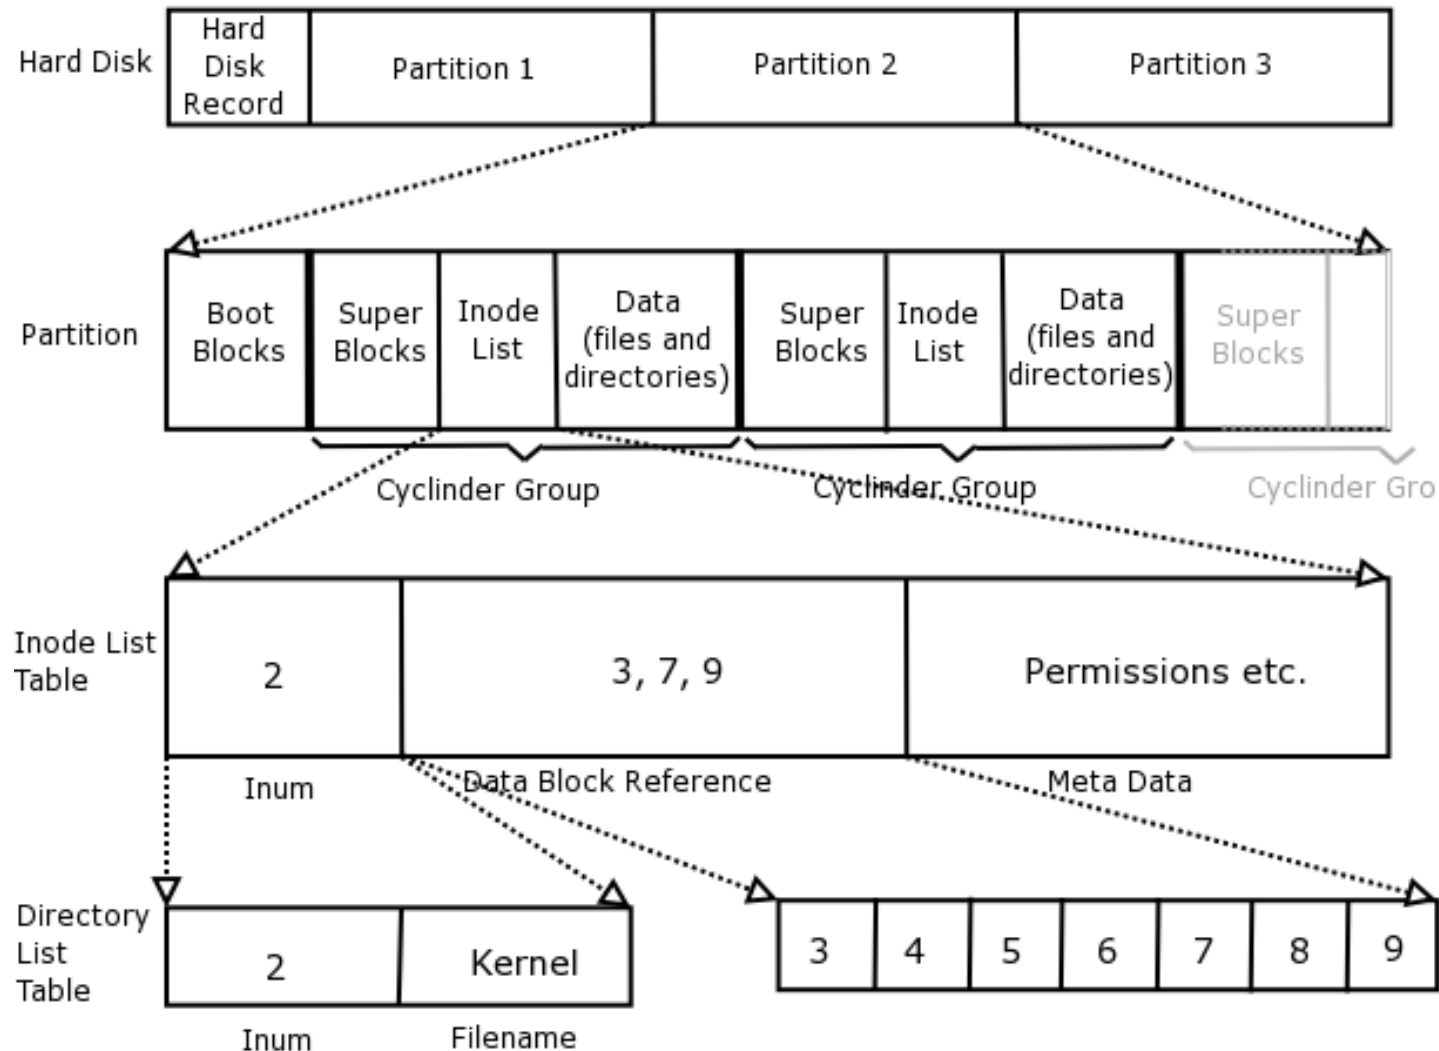 Hard Disk
Hard
Disk
Record
Partition 1
Partition 2
Partition 3
Partition
Boot
Blocks
Super
Blocks
Inode
List
Data
(files and
directories)
Super
Blocks
Inode
List
Data
(files and
directories)
Super
Blocks
Cyclinder Group
Cyclinder Group
Cyclinder Gro
Inode List
Table
2
3, 7, 9
Permissions etc.
Inum
Data Block Reference
Meta Data
Directory
List
Table
2
Kernel
3
4
5
6
7
8
9
Inum
Filename